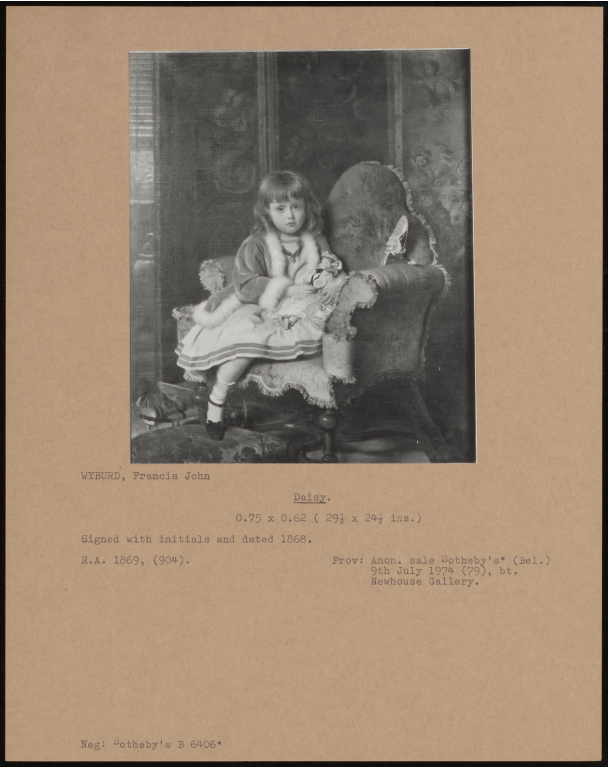 WYBURD, Francis John
Daisy.
0.75 x 0.62 ( 29½ x 24½ ins.)
Signed with initials and dated 1868.
R.A. 1869, (904).
Prov: Anon. sale Sotheby's* (Bel.)
9th July 1974 (79), bt.
Newhouse Gallery.
Neg: Sotheby's B 6406*